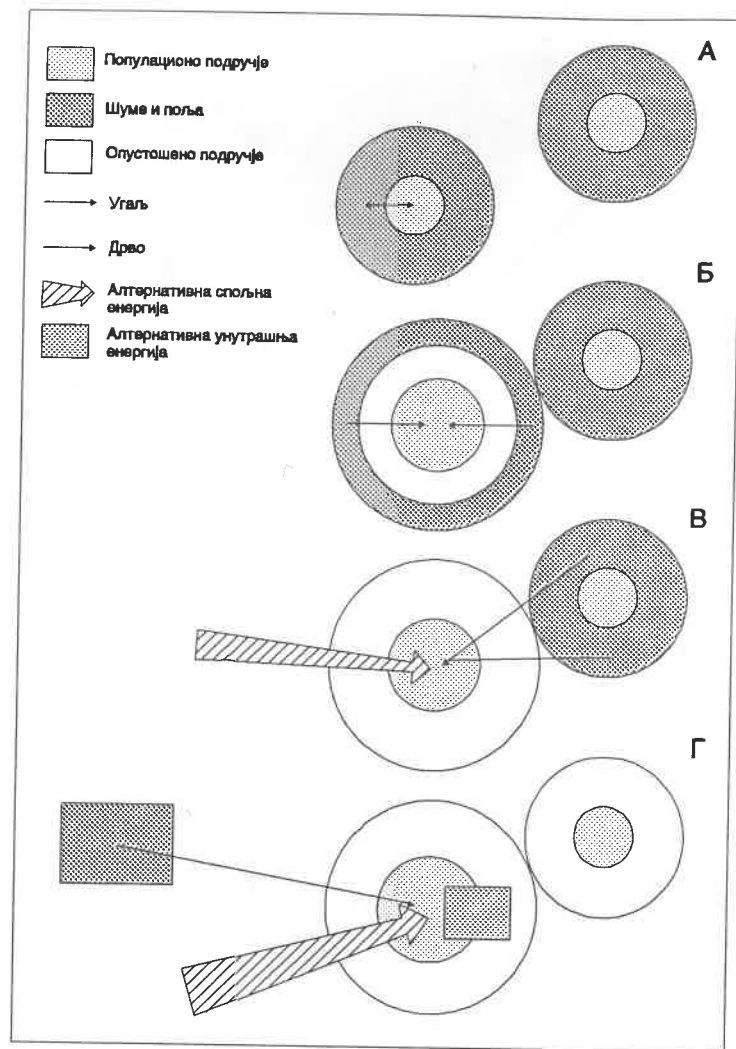 А
Популационо подручје
Шуме и поља
Опустошено подручје
Угаљ
Дрво
Алтернативна спољна
енергија
Алтернативна унутрашња
енергија
Б
В
Г